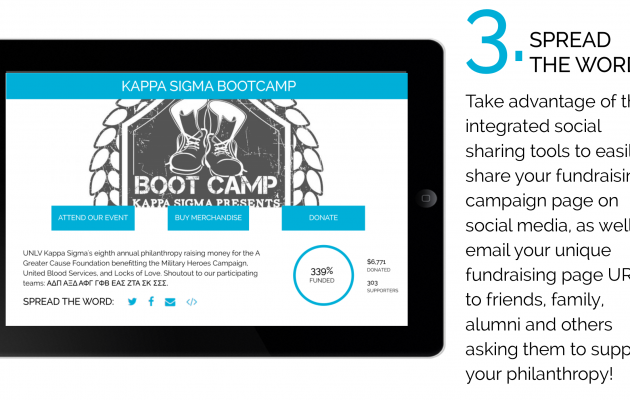 KAPPA SIGMA BOOTCAMP
BOOT CAMP
KAPPA SIGMA PRESENTS
ATTEND OUR EVENT
BUY MERCHANDISE
DONATE
UNLV Kappa Sigma's eighth annual philanthropy raising money for the A
Greater Cause Foundation benefitting the Military Heroes Campaign,
United Blood Services, and Locks of Love. Shoutout to our participating
teams: ΑΔΠ ΑΞΔ ΑΦΓ ΓΦΒ ΕΑΣ ΖΤΑ ΣΚ ΣΣΣ.
339%
FUNDED
$6,771
DONATED
303
SUPPORTERS
SPREAD THE WORD:
3. SPREAD
THE WOR
Take advantage of th
integrated social
sharing tools to easil
share your fundraisin
campaign page on
social media, as well
email your unique
fundraising page UR
to friends, family,
alumni and others
asking them to supp
your philanthropy!